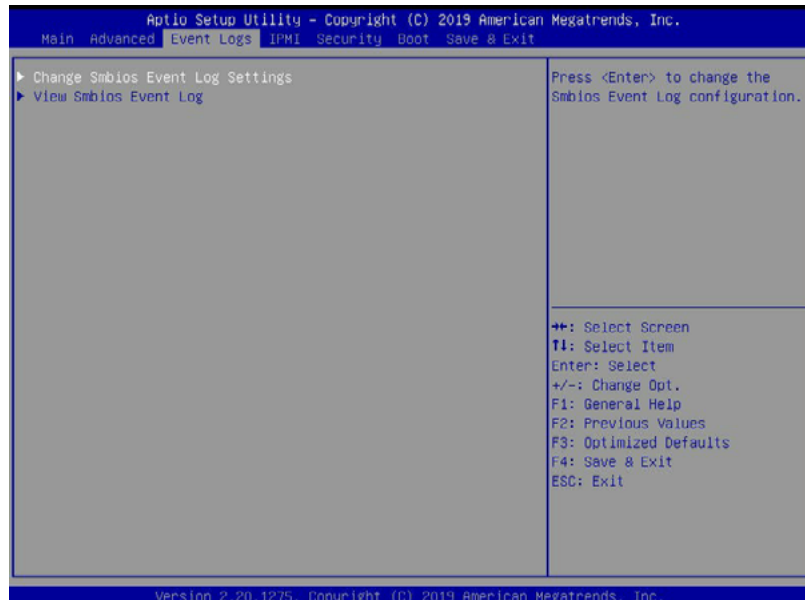 Aptio Setup Utility – Copyright (C) 2019 American Megatrends, Inc.
Main Advanced Event Logs IPMI Security Boot Save & Exit
▶ Change Smbios Event Log Settings
▶ View Smbios Event Log
Press <Enter> to change the
Smbios Event Log configuration.
→←: Select Screen
↑↓: Select Item
Enter: Select
+/-: Change Opt.
F1: General Help
F2: Previous Values
F3: Optimized Defaults
F4: Save & Exit
ESC: Exit
Version 2.20.1275. Copyright (C) 2019 American Megatrends, Inc.